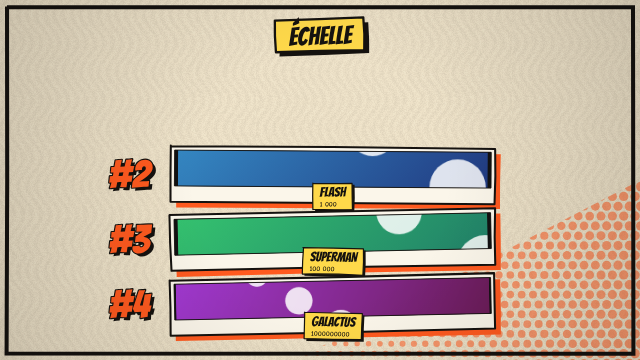 ÉCHELLE
#2
FLASH
1 000
#3
SUPERMAN
100 000
#4
GALACTUS
1000000000